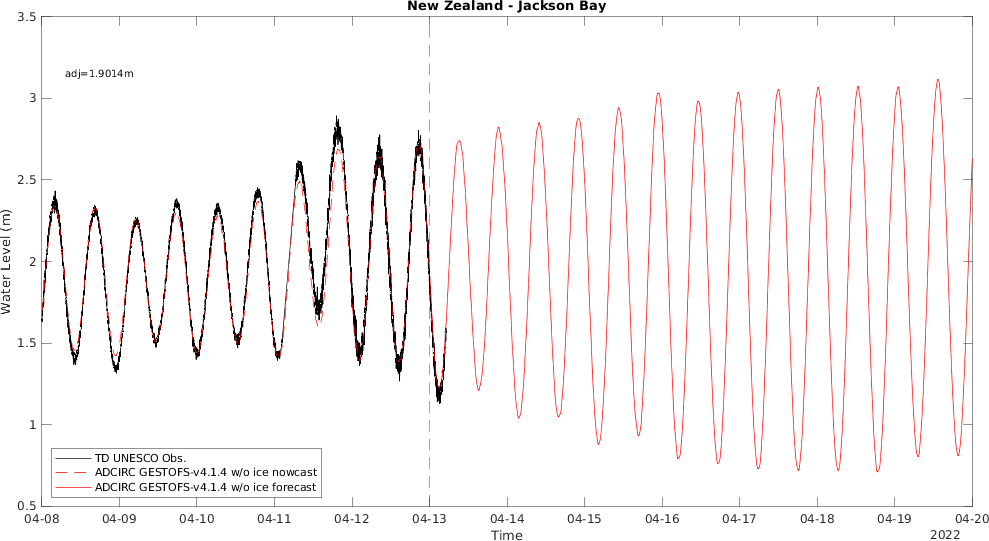 New Zealand - Jackson Bay
3.5
3
2.5
2
1.5
1
0.5
Water Level (m)
adj=1.9014m
TD UNESCO Obs.
ADCIRC GESTOFS-v4.1.4 w/o ice nowcast
ADCIRC GESTOFS-v4.1.4 w/o ice forecast
04-08 04-09 04-10 04-11 04-12 04-13 04-14 04-15 04-16 04-17 04-18 04-19 04-20
Time
2022